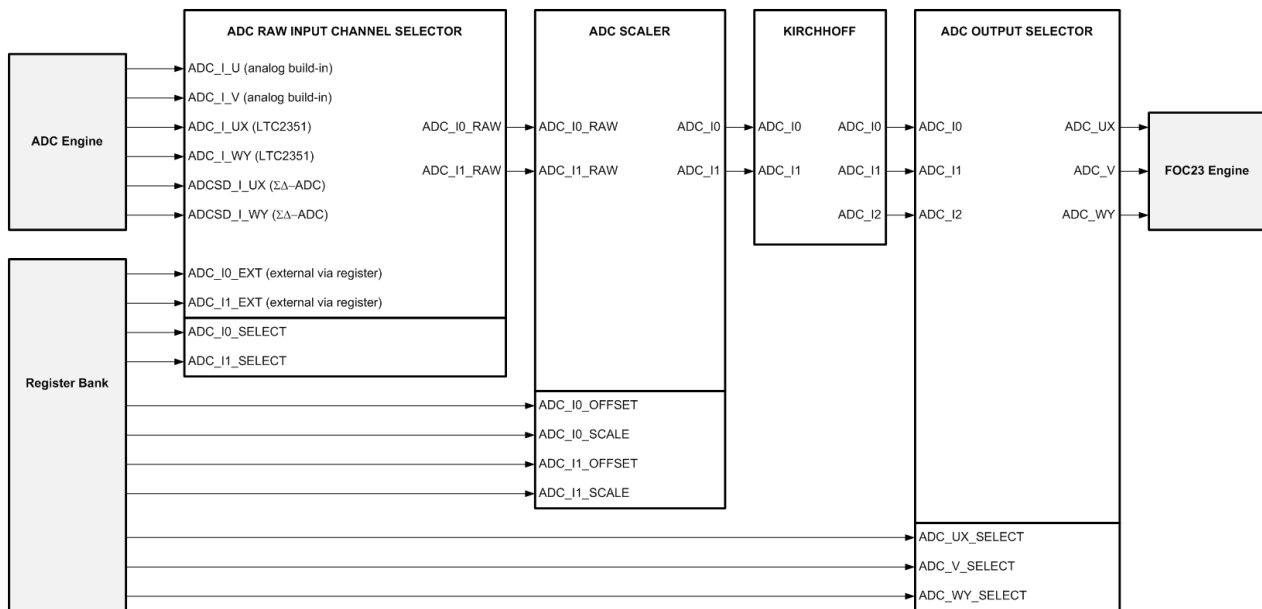 ADC RAW INPUT CHANNEL SELECTOR
ADC SCALER
KIRCHHOFF
ADC OUTPUT SELECTOR
ADC Engine
ADC_I_U (analog build-in)
ADC_I_V (analog build-in)
ADC_I_UX (LTC2351)
ADC_I_WY (LTC2351)
ADCSD_I_UX (ΣΔ–ADC)
ADCSD_I_WY (ΣΔ–ADC)
ADC_I0_EXT (external via register)
ADC_I1_EXT (external via register)
ADC_I0_SELECT
ADC_I1_SELECT
ADC_I0_RAW
ADC_I1_RAW
ADC_I0_RAW
ADC_I1_RAW
ADC_I0
ADC_I1
ADC_I0
ADC_I1
ADC_I0
ADC_I1
ADC_I2
ADC_I0
ADC_I1
ADC_I2
ADC_UX
ADC_V
ADC_WY
FOC23 Engine
Register Bank
ADC_I0_OFFSET
ADC_I0_SCALE
ADC_I1_OFFSET
ADC_I1_SCALE
ADC_UX_SELECT
ADC_V_SELECT
ADC_WY_SELECT